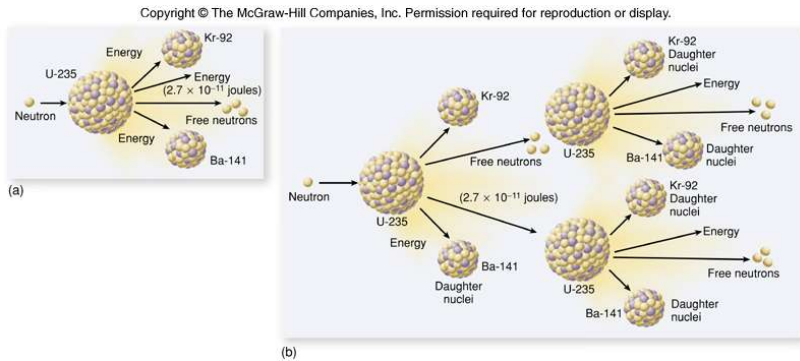 Copyright © The McGraw-Hill Companies, Inc. Permission required for reproduction or display.
Kr-92
Energy
U-235
Energy
(2.7 × 10⁻¹¹ joules)
Neutron
Free neutrons
Energy
Ba-141
(a)
Kr-92
Daughter
nuclei
Energy
Kr-92
Free neutrons
U-235
Ba-141
Daughter
nuclei
Free neutrons
Neutron
U-235
(2.7 × 10⁻¹¹ joules)
Energy
Ba-141
Daughter
nuclei
Kr-92
Daughter
nuclei
Energy
Free neutrons
U-235
Ba-141
Daughter
nuclei
(b)